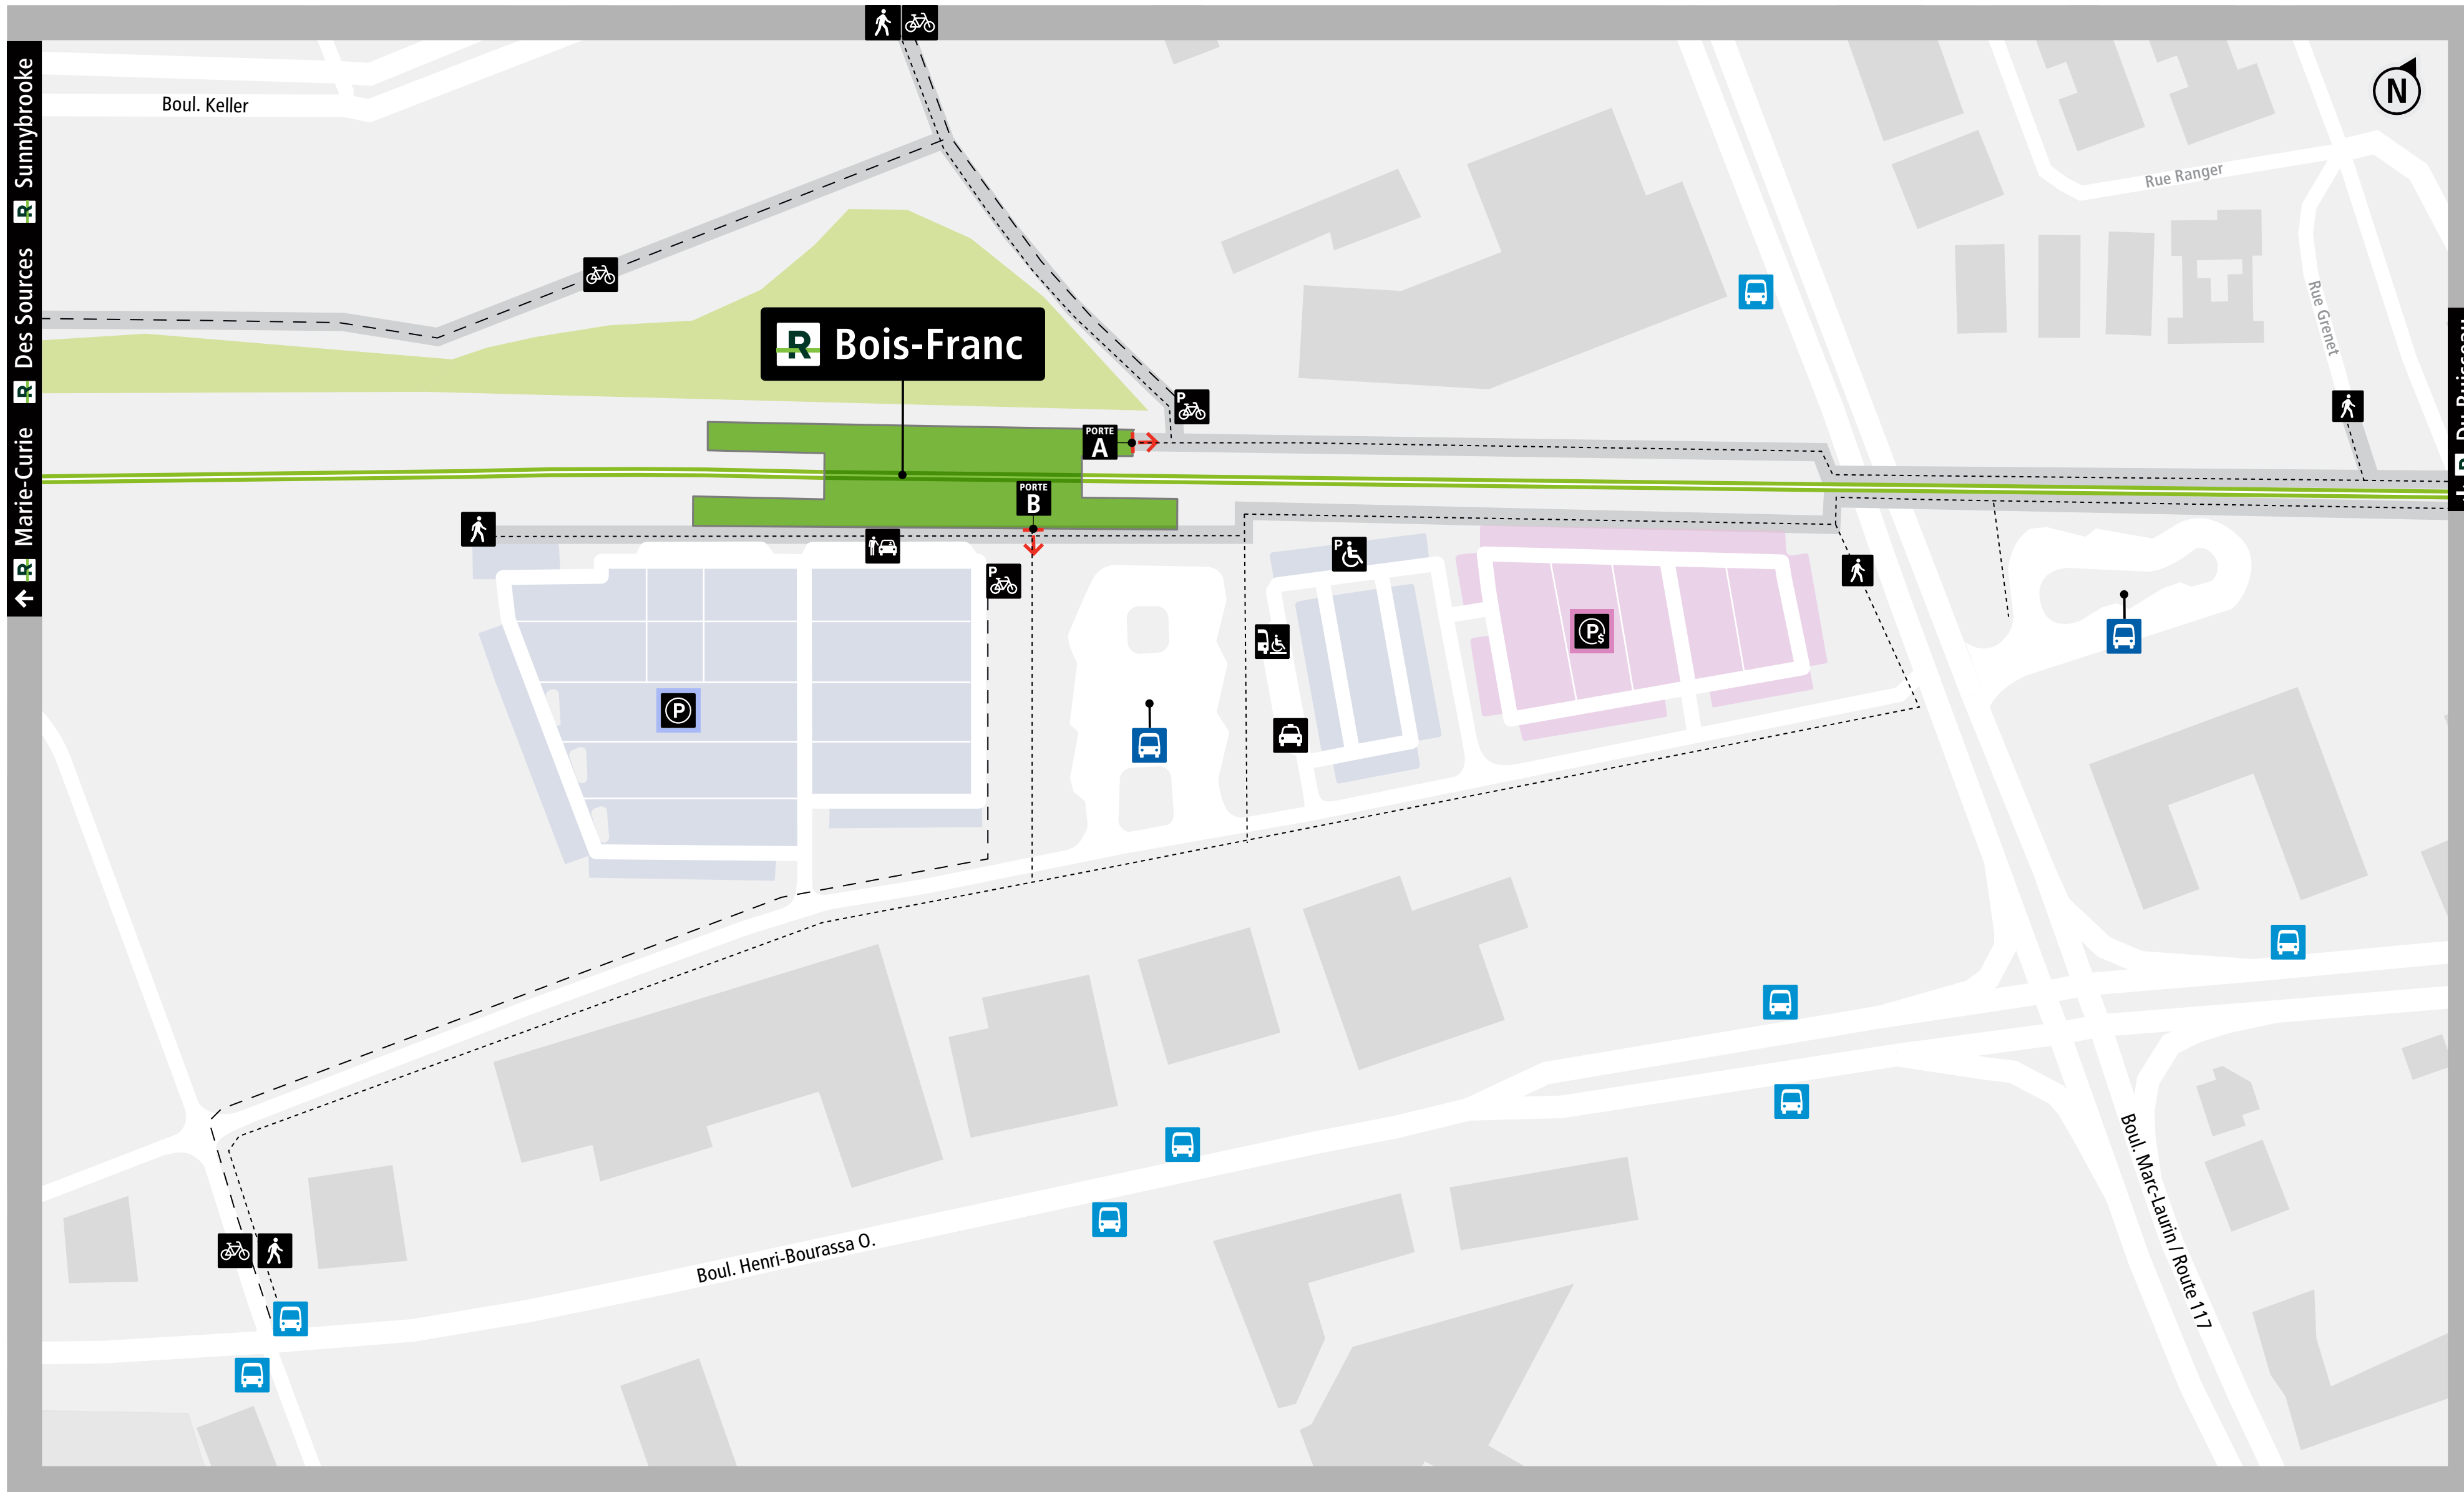 Sunnybrooke
R
Des Sources
R
Marie-Curie
R
Boul. Keller
N
Rue Ranger
Rue Grenet
R Bois-Franc
PORTE
A
PORTE
B
P
P
P
P
P$
Boul. Henri-Bourassa O.
Boul. Marc-Laurin / Route 117
R